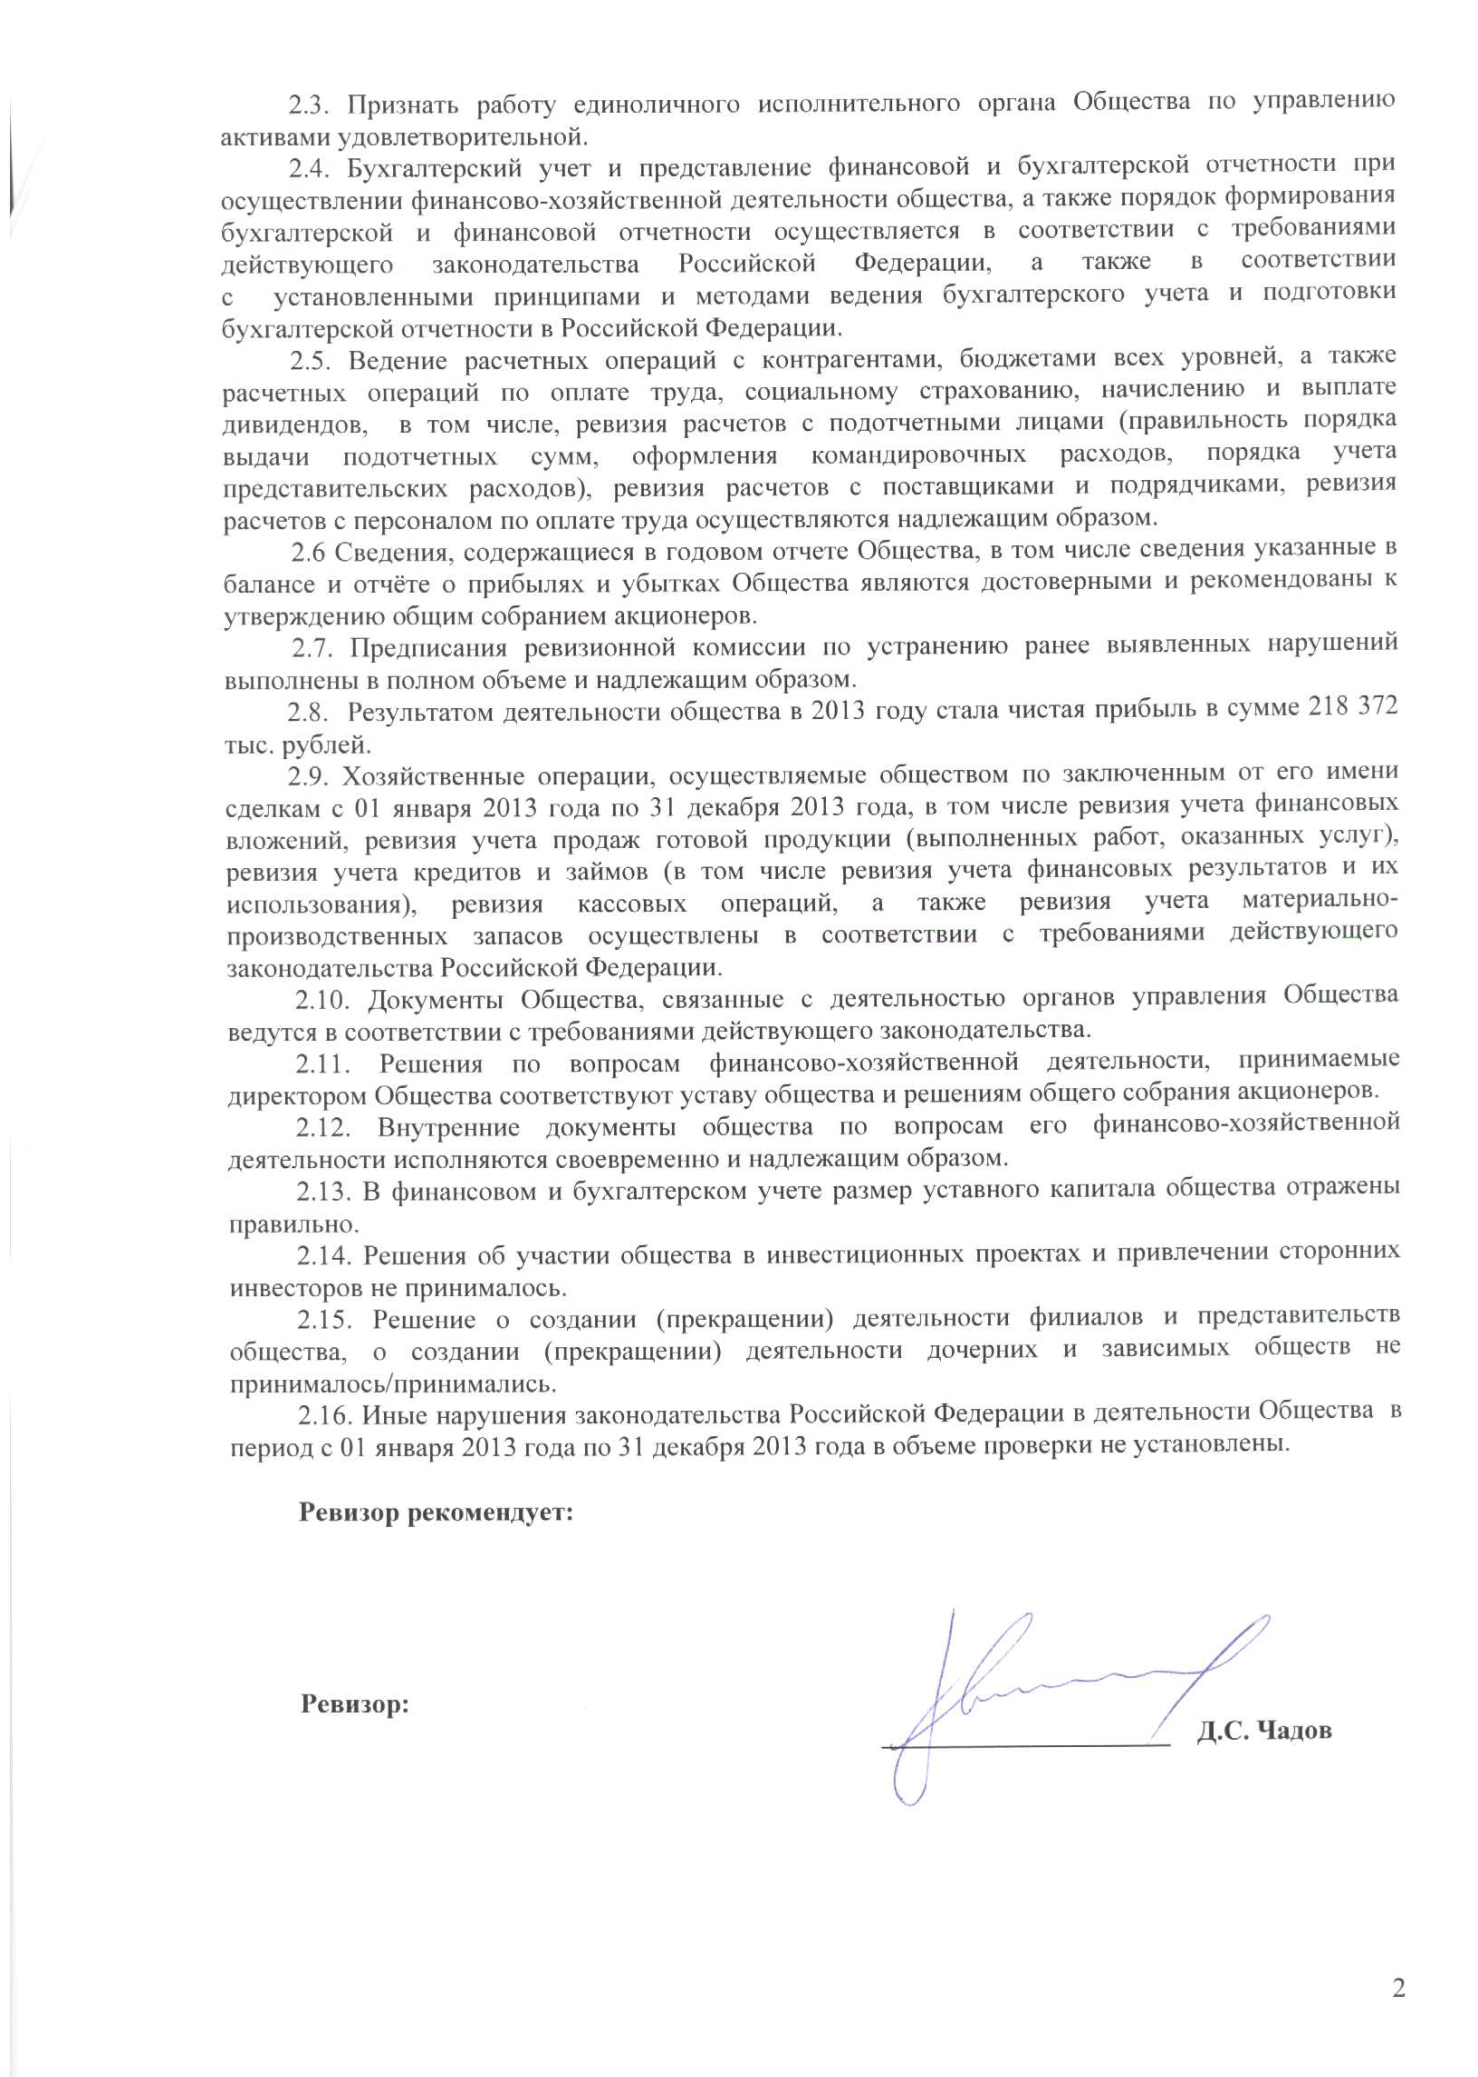 2.3. Признать работу единоличного исполнительного органа Общества по управлению
активами удовлетворительной.
2.4. Бухгалтерский учет и представление финансовой и бухгалтерской отчетности при
осуществлении финансово-хозяйственной деятельности общества, а также порядок формирования
бухгалтерской и финансовой отчетности осуществляется в соответствии с требованиями
действующего законодательства Российской Федерации, а также в соответствии
с установленными принципами и методами ведения бухгалтерского учета и подготовки
бухгалтерской отчетности в Российской Федерации.
2.5. Ведение расчетных операций с контрагентами, бюджетами всех уровней, а также
расчетных операций по оплате труда, социальному страхованию, начислению и выплате
дивидендов, в том числе, ревизия расчетов с подотчетными лицами (правильность порядка
выдачи подотчетных сумм, оформления командировочных расходов, порядка учета
представительских расходов), ревизия расчетов с поставщиками и подрядчиками, ревизия
расчетов с персоналом по оплате труда осуществляются надлежащим образом.
2.6 Сведения, содержащиеся в годовом отчете Общества, в том числе сведения указанные в
балансе и отчёте о прибылях и убытках Общества являются достоверными и рекомендованы к
утверждению общим собранием акционеров.
2.7. Предписания ревизионной комиссии по устранению ранее выявленных нарушений
выполнены в полном объеме и надлежащим образом.
2.8. Результатом деятельности общества в 2013 году стала чистая прибыль в сумме 218 372
тыс. рублей.
2.9. Хозяйственные операции, осуществляемые обществом по заключенным от его имени
сделкам с 01 января 2013 года по 31 декабря 2013 года, в том числе ревизия учета финансовых
вложений, ревизия учета продаж готовой продукции (выполненных работ, оказанных услуг),
ревизия учета кредитов и займов (в том числе ревизия учета финансовых результатов и их
использования), ревизия кассовых операций, а также ревизия учета материально-
производственных запасов осуществлены в соответствии с требованиями действующего
законодательства Российской Федерации.
2.10. Документы Общества, связанные с деятельностью органов управления Общества
ведутся в соответствии с требованиями действующего законодательства.
2.11. Решения по вопросам финансово-хозяйственной деятельности, принимаемые
директором Общества соответствуют уставу общества и решениям общего собрания акционеров.
2.12. Внутренние документы общества по вопросам его финансово-хозяйственной
деятельности исполняются своевременно и надлежащим образом.
2.13. В финансовом и бухгалтерском учете размер уставного капитала общества отражены
правильно.
2.14. Решения об участии общества в инвестиционных проектах и привлечении сторонних
инвесторов не принималось.
2.15. Решение о создании (прекращении) деятельности филиалов и представительств
общества, о создании (прекращении) деятельности дочерних и зависимых обществ не
принималось/принимались.
2.16. Иные нарушения законодательства Российской Федерации в деятельности Общества в
период с 01 января 2013 года по 31 декабря 2013 года в объеме проверки не установлены.
Ревизор рекомендует:
Ревизор:
Д.С. Чадов
2